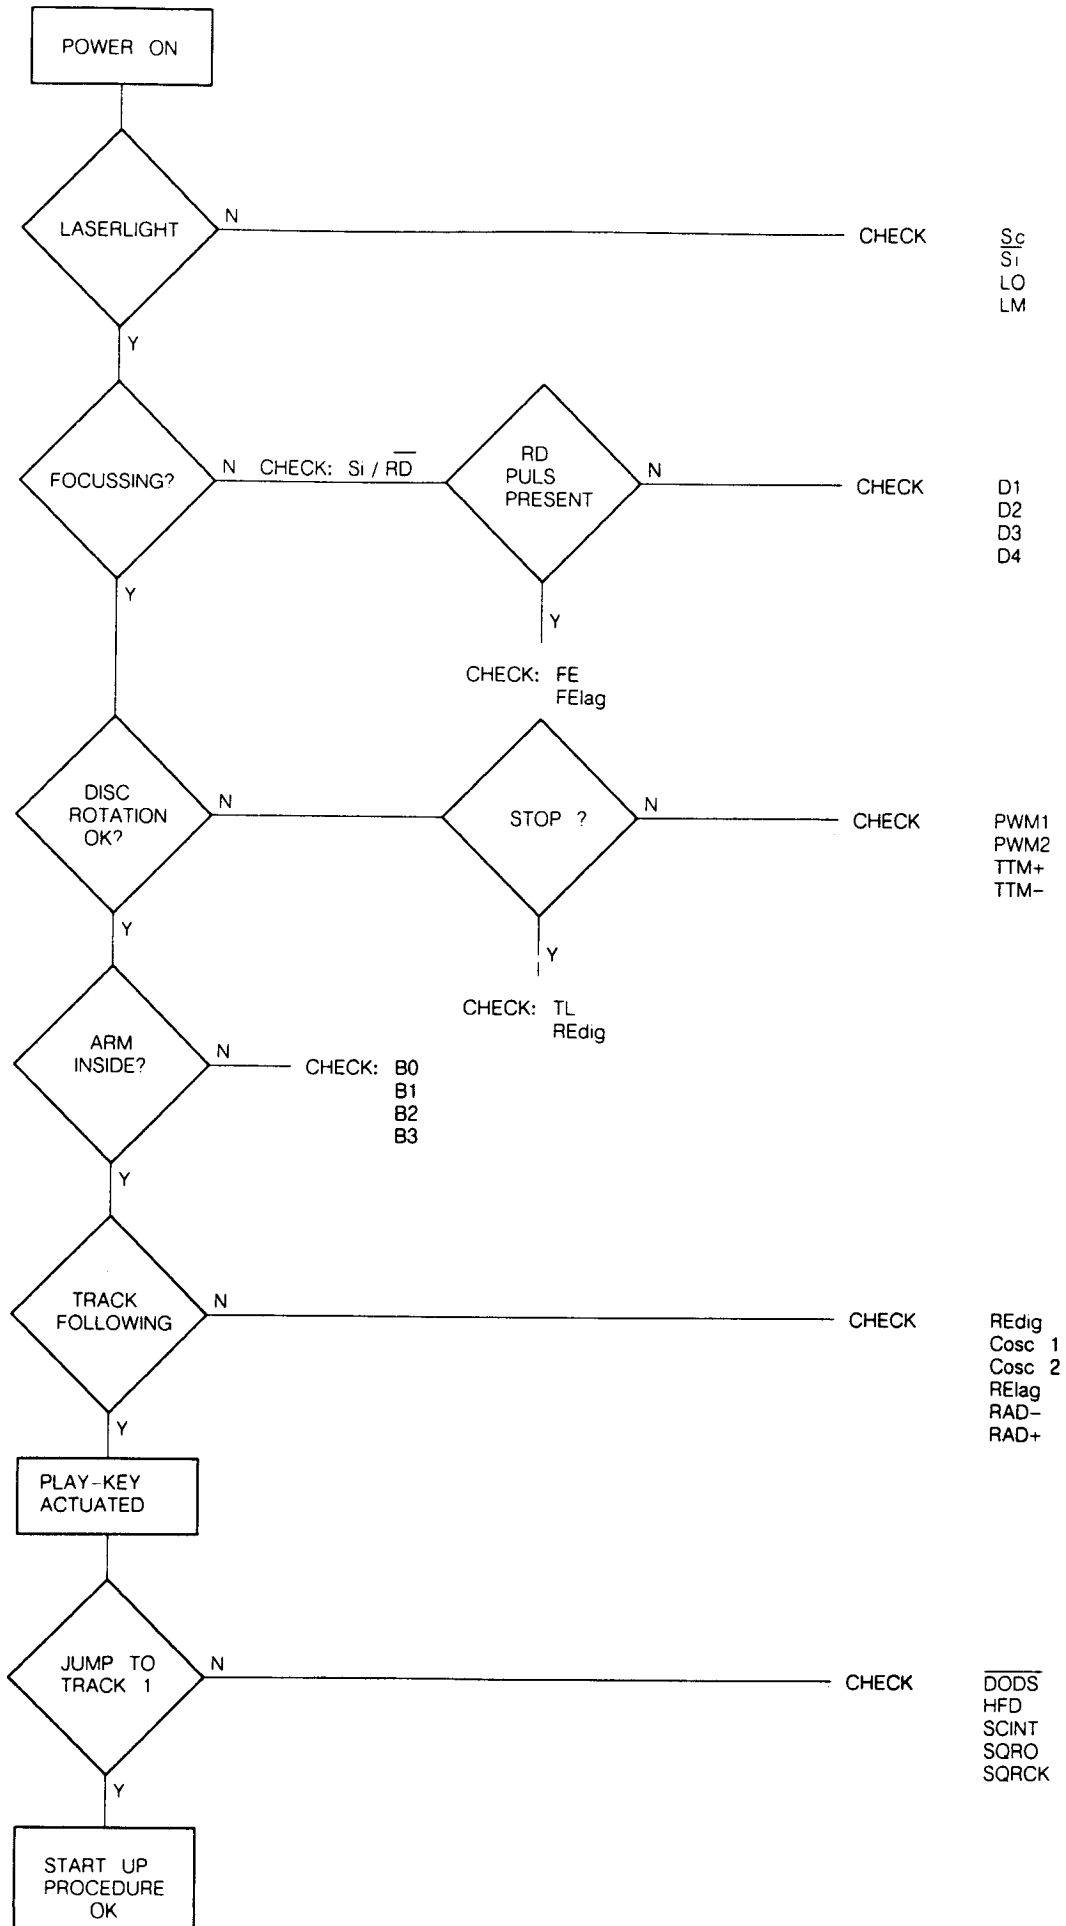 POWER ON
LASERLIGHT
N
CHECK
Sc
S̅i̅
LO
LM
Y
FOCUSSING?
N
CHECK: Si / R̅D̅
RD
PULS
PRESENT
N
CHECK
D1
D2
D3
D4
Y
Y
CHECK: FE
FElag
DISC
ROTATION
OK?
N
STOP ?
N
CHECK
PWM1
PWM2
TTM+
TTM–
Y
Y
CHECK: TL
REdig
ARM
INSIDE?
N
CHECK: B0
B1
B2
B3
Y
TRACK
FOLLOWING
N
CHECK
REdig
Cosc 1
Cosc 2
RElag
RAD–
RAD+
Y
PLAY-KEY
ACTUATED
JUMP TO
TRACK 1
N
CHECK
D̅O̅D̅S̅
HFD
SCINT
SQRO
SQRCK
Y
START UP
PROCEDURE
OK